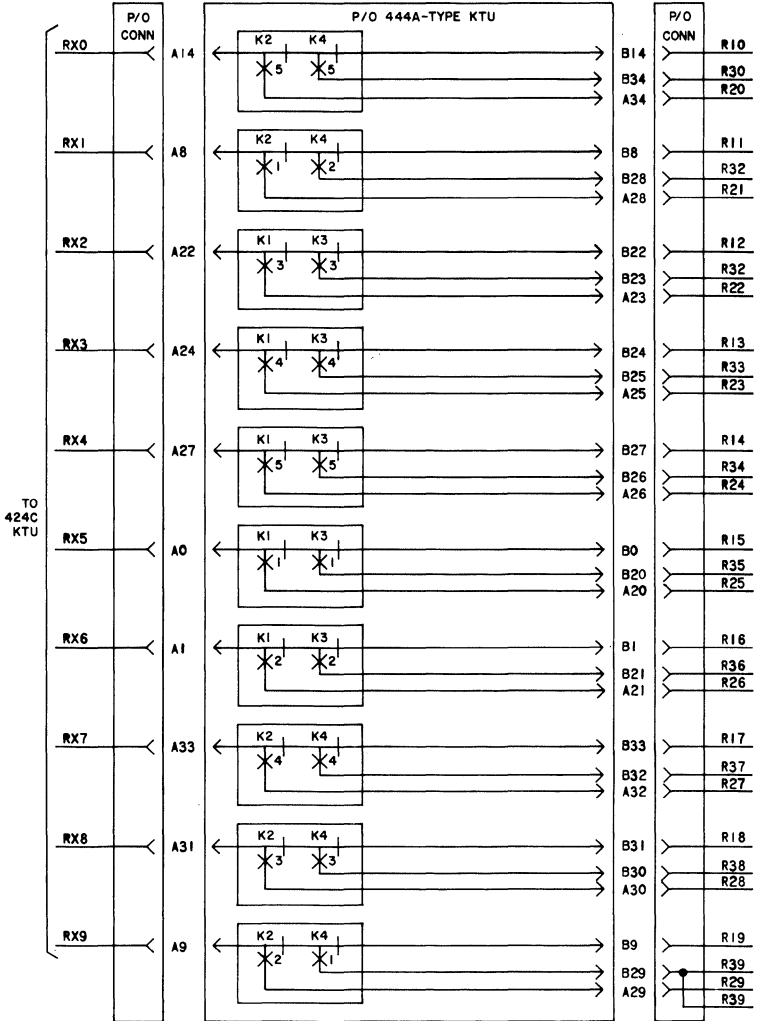 P/O CONN
P/O 444A-TYPE KTU
P/O CONN
RX0 A14 K2 K4 B14 R10
5 5 B34 R30
A34 R20
RX1 A8 K2 K4 B8 R11
1 2 B28 R32
A28 R21
RX2 A22 K1 K3 B22 R12
3 3 B23 R32
A23 R22
RX3 A24 K1 K3 B24 R13
4 4 B25 R33
A25 R23
RX4 A27 K1 K3 B27 R14
5 5 B26 R34
A26 R24
TO
424C
KTU
RX5 A0 K1 K3 B0 R15
1 1 B20 R35
A20 R25
RX6 A1 K1 K3 B1 R16
2 2 B21 R36
A21 R26
RX7 A33 K2 K4 B33 R17
4 4 B32 R37
A32 R27
RX8 A31 K2 K4 B31 R18
3 3 B30 R38
A30 R28
RX9 A9 K2 K4 B9 R19
2 1 B29 R39
A29 R29
R39